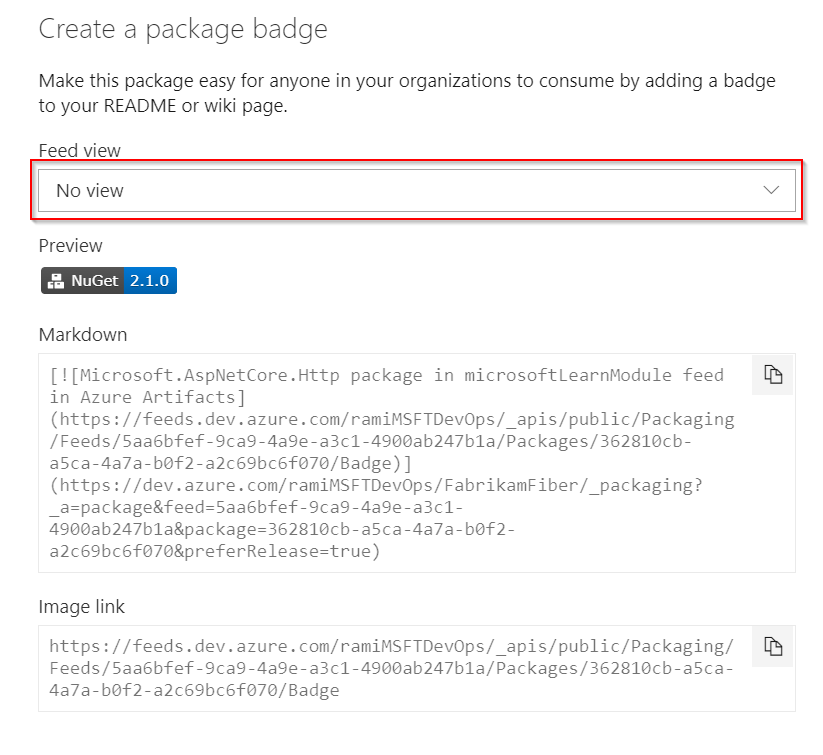 Create a package badge
Make this package easy for anyone in your organizations to consume by adding a badge
to your README or wiki page.
Feed view
No view
Preview
NuGet 2.1.0
Markdown
[![Microsoft.AspNetCore.Http package in microsoftLearnModule feed
in Azure Artifacts]
(https://feeds.dev.azure.com/ramiMSFTDevOps/_apis/public/Packaging
/Feeds/5aa6bfef-9ca9-4a9e-a3c1-4900ab247b1a/Packages/362810cb-
a5ca-4a7a-b0f2-a2c69bc6f070/Badge)]
(https://dev.azure.com/ramiMSFTDevOps/FabrikamFiber/_packaging?
_a=package&feed=5aa6bfef-9ca9-4a9e-a3c1-
4900ab247b1a&package=362810cb-a5ca-4a7a-b0f2-
a2c69bc6f070&preferRelease=true)
Image link
https://feeds.dev.azure.com/ramiMSFTDevOps/_apis/public/Packaging/
Feeds/5aa6bfef-9ca9-4a9e-a3c1-4900ab247b1a/Packages/362810cb-a5ca-
4a7a-b0f2-a2c69bc6f070/Badge